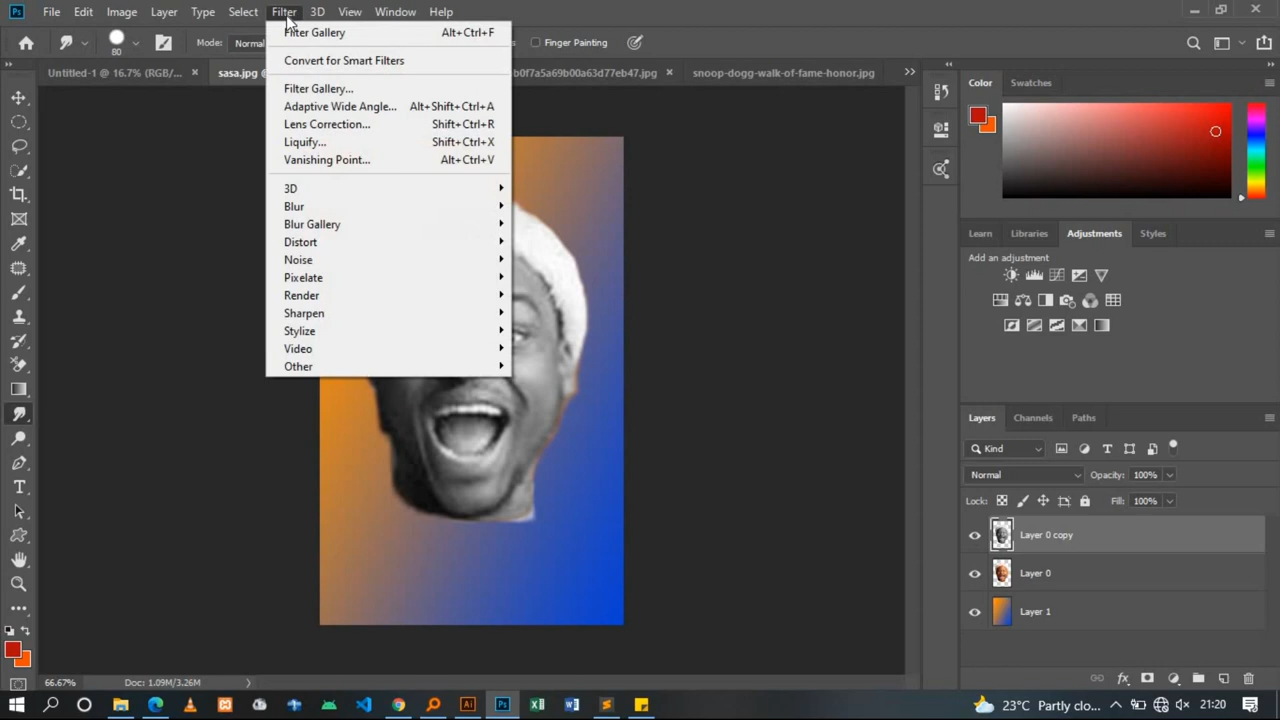 Ps File Edit Image Layer Type Select Filter 3D View Window Help
80 Mode: Normal Finger Painting
Untitled-1 @ 16.7% (RGB/... × sasa.jpg @ b0f7a5a69b00a63d77eb47.jpg × snoop-dogg-walk-of-fame-honor.jpg
Filter Gallery Alt+Ctrl+F
Convert for Smart Filters
Filter Gallery...
Adaptive Wide Angle... Alt+Shift+Ctrl+A
Lens Correction... Shift+Ctrl+R
Liquify... Shift+Ctrl+X
Vanishing Point... Alt+Ctrl+V
3D
Blur
Blur Gallery
Distort
Noise
Pixelate
Render
Sharpen
Stylize
Video
Other
Color Swatches
Learn Libraries Adjustments Styles
Add an adjustment
Layers Channels Paths
Kind
Normal Opacity: 100%
Lock: Fill: 100%
Layer 0 copy
Layer 0
Layer 1
66.67% Doc: 1.09M/3.26M
Ai Ps 23°C Partly clo... 21:20